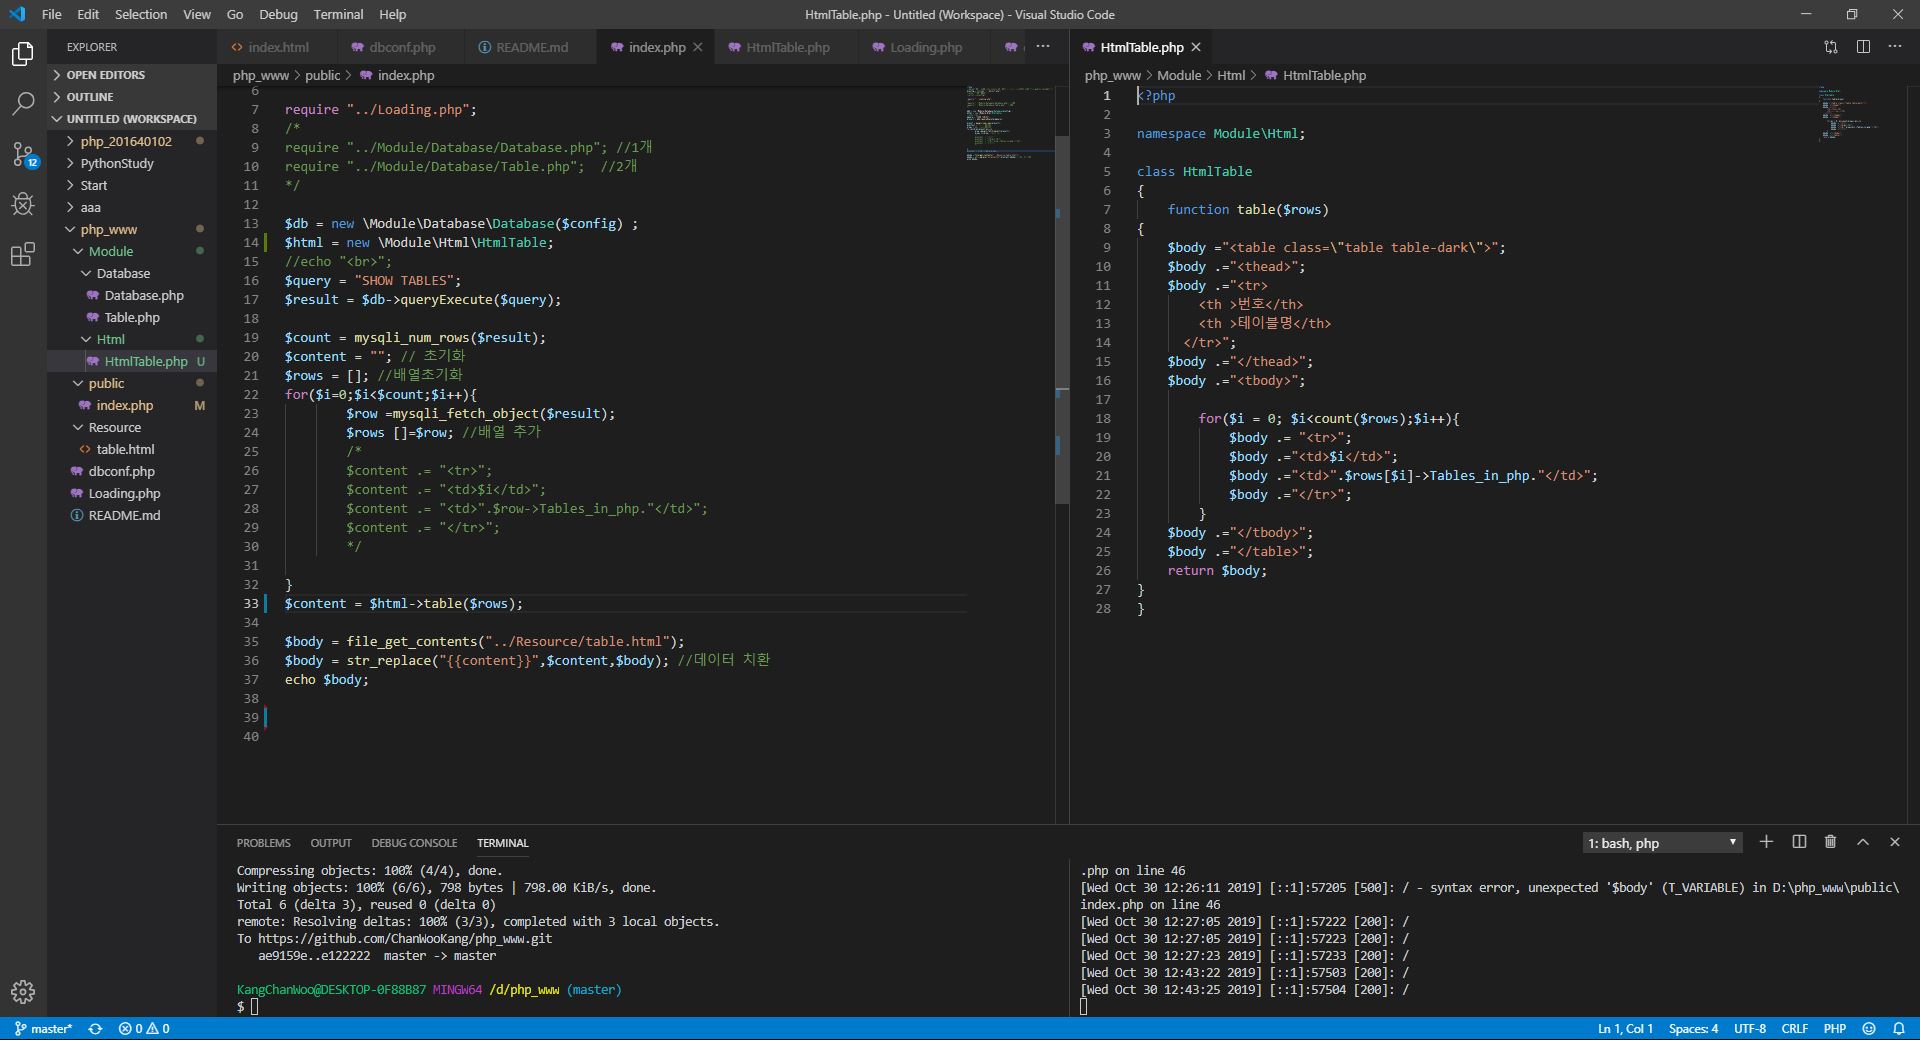 File Edit Selection View Go Debug Terminal Help
HtmlTable.php - Untitled (Workspace) - Visual Studio Code
EXPLORER
OPEN EDITORS
OUTLINE
UNTITLED (WORKSPACE)
php_201640102
PythonStudy
Start
aaa
php_www
Module
Database
Database.php
Table.php
Html
HtmlTable.php U
public
index.php M
Resource
table.html
dbconf.php
Loading.php
README.md
12
index.html dbconf.php README.md index.php HtmlTable.php Loading.php
php_www > public > index.php
6
7 require "../Loading.php";
8 /*
9 require "../Module/Database/Database.php"; //1개
10 require "../Module/Database/Table.php";  //2개
11 */
12
13 $db = new \Module\Database\Database($config) ;
14 $html = new \Module\Html\HtmlTable;
15 //echo "<br>";
16 $query = "SHOW TABLES";
17 $result = $db->queryExecute($query);
18
19 $count = mysqli_num_rows($result);
20 $content = ""; // 초기화
21 $rows = []; //배열초기화
22 for($i=0;$i<$count;$i++){
23 $row =mysqli_fetch_object($result);
24 $rows []=$row; //배열 추가
25 /*
26 $content .= "<tr>";
27 $content .= "<td>$i</td>";
28 $content .= "<td>".$row->Tables_in_php."</td>";
29 $content .= "</tr>";
30 */
31
32 }
33 $content = $html->table($rows);
34
35 $body = file_get_contents("../Resource/table.html");
36 $body = str_replace("{{content}}",$content,$body); //데이터 치환
37 echo $body;
38
39
40
HtmlTable.php
php_www > Module > Html > HtmlTable.php
1 <?php
2
3 namespace Module\Html;
4
5 class HtmlTable
6 {
7 function table($rows)
8 {
9 $body ="<table class=\"table table-dark\">";
10 $body .="<thead>";
11 $body .="<tr>
12 <th >번호</th>
13 <th >테이블명</th>
14 </tr>";
15 $body .="</thead>";
16 $body .="<tbody>";
17
18 for($i = 0; $i<count($rows);$i++){
19 $body .= "<tr>";
20 $body .="<td>$i</td>";
21 $body .="<td>".$rows[$i]->Tables_in_php."</td>";
22 $body .="</tr>";
23 }
24 $body .="</tbody>";
25 $body .="</table>";
26 return $body;
27 }
28 }
PROBLEMS OUTPUT DEBUG CONSOLE TERMINAL
1: bash, php
Compressing objects: 100% (4/4), done.
Writing objects: 100% (6/6), 798 bytes | 798.00 KiB/s, done.
Total 6 (delta 3), reused 0 (delta 0)
remote: Resolving deltas: 100% (3/3), completed with 3 local objects.
To https://github.com/ChanWooKang/php_www.git
ae9159e..e122222  master -> master
KangChanWoo@DESKTOP-0F88B87 MINGW64 /d/php_www (master)
$
.php on line 46
[Wed Oct 30 12:26:11 2019] [::1]:57205 [500]: / - syntax error, unexpected '$body' (T_VARIABLE) in D:\php_www\public\
index.php on line 46
[Wed Oct 30 12:27:05 2019] [::1]:57222 [200]: /
[Wed Oct 30 12:27:05 2019] [::1]:57223 [200]: /
[Wed Oct 30 12:27:23 2019] [::1]:57233 [200]: /
[Wed Oct 30 12:43:22 2019] [::1]:57503 [200]: /
[Wed Oct 30 12:43:25 2019] [::1]:57504 [200]: /
master* 0 0
Ln 1, Col 1 Spaces: 4 UTF-8 CRLF PHP